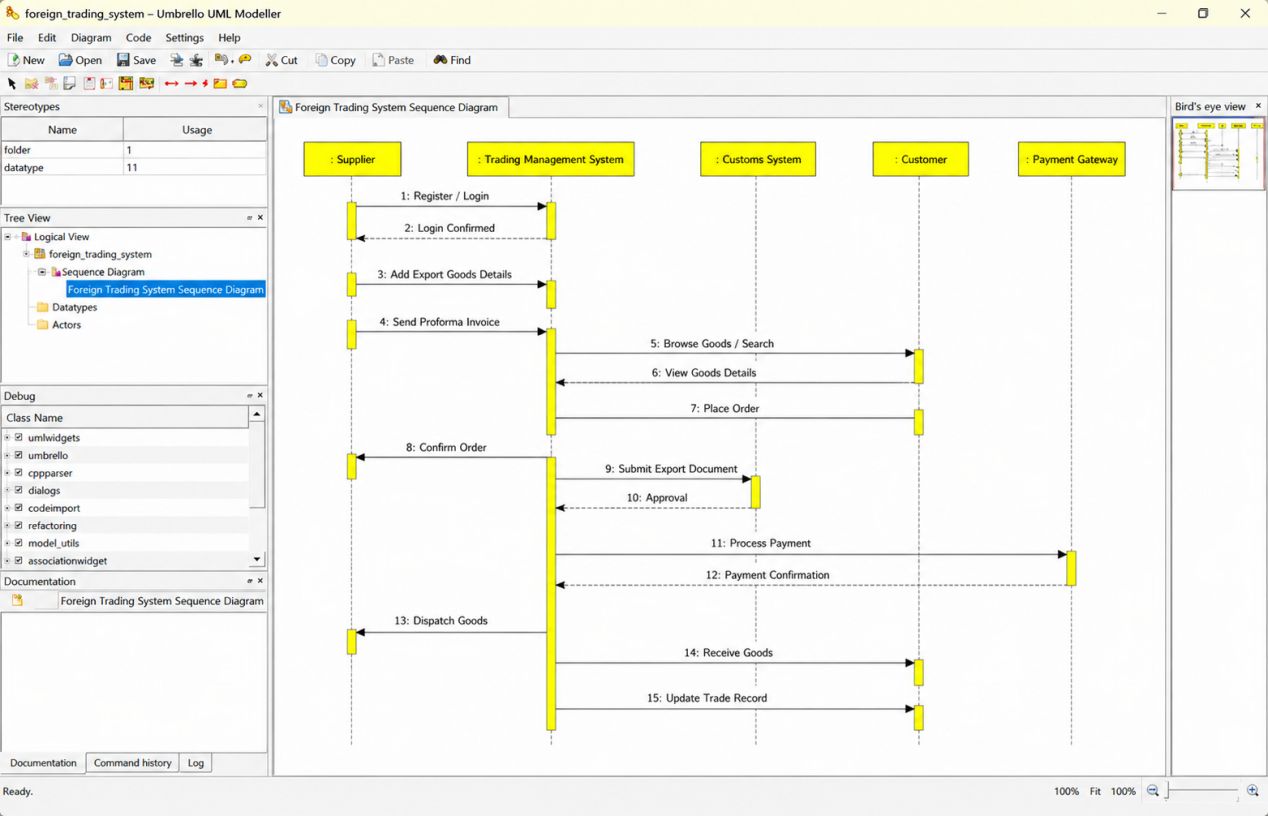 foreign_trading_system – Umbrello UML Modeller
File Edit Diagram Code Settings Help
New Open Save Cut Copy Paste Find
Stereotypes
Name Usage
folder 1
datatype 11
Tree View
Logical View
foreign_trading_system
Sequence Diagram
Foreign Trading System Sequence Diagram
Datatypes
Actors
Debug
Class Name
umlwidgets
umbrello
cppparser
dialogs
codeimport
refactoring
model_utils
associationwidget
Documentation
Foreign Trading System Sequence Diagram
Documentation Command history Log
Foreign Trading System Sequence Diagram
: Supplier : Trading Management System : Customs System : Customer : Payment Gateway
1: Register / Login
2: Login Confirmed
3: Add Export Goods Details
4: Send Proforma Invoice
5: Browse Goods / Search
6: View Goods Details
7: Place Order
8: Confirm Order
9: Submit Export Document
10: Approval
11: Process Payment
12: Payment Confirmation
13: Dispatch Goods
14: Receive Goods
15: Update Trade Record
Bird's eye view
Ready.
100% Fit 100%